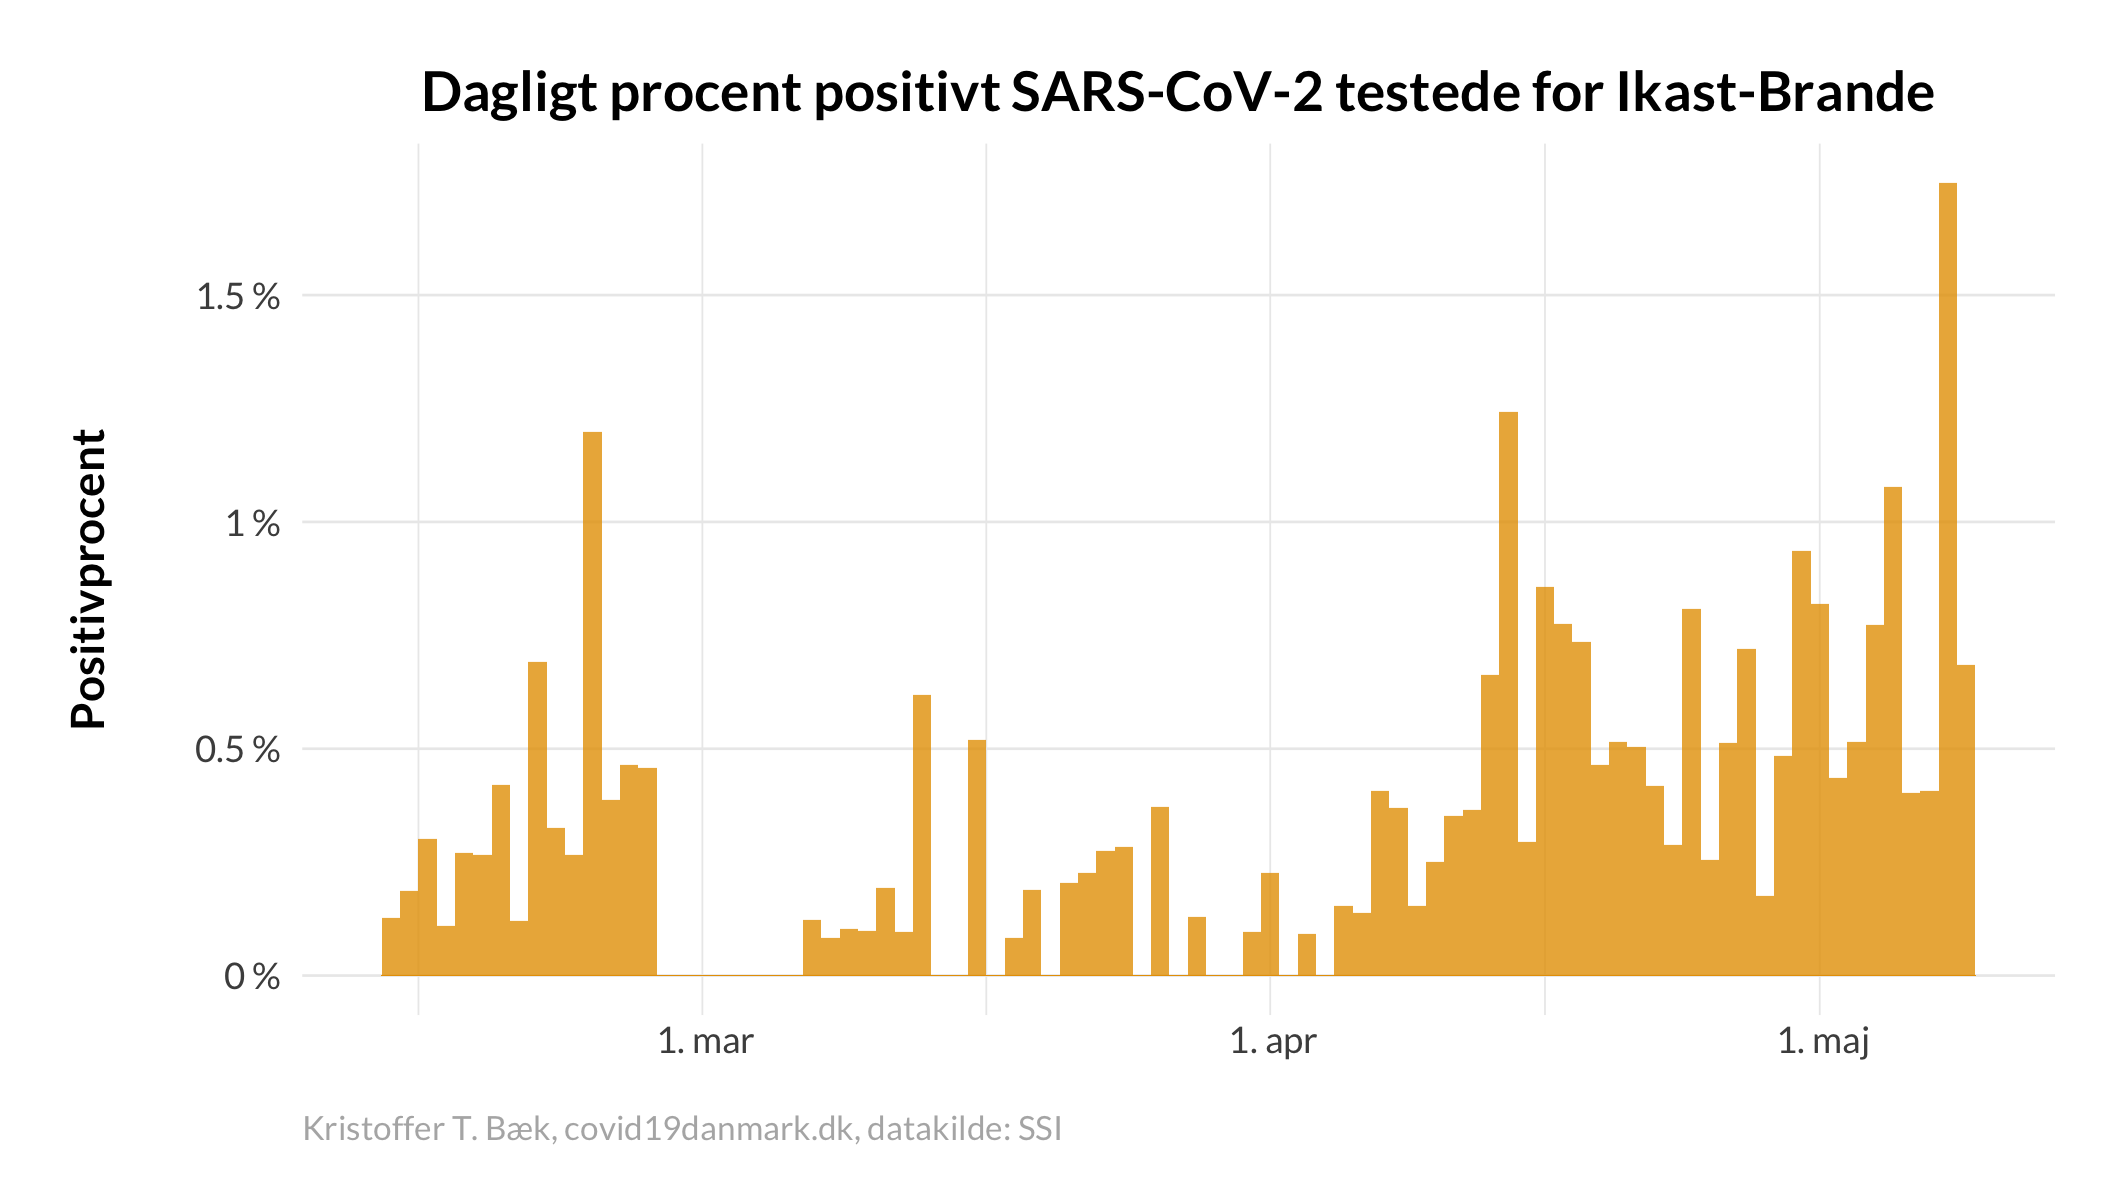 Dagligt procent positivt SARS-CoV-2 testede for Ikast-Brande
Positivprocent
1.5 %
1 %
0.5 %
0 %
1. mar
1. apr
1. maj
Kristoffer T. Bæk, covid19danmark.dk, datakilde: SSI